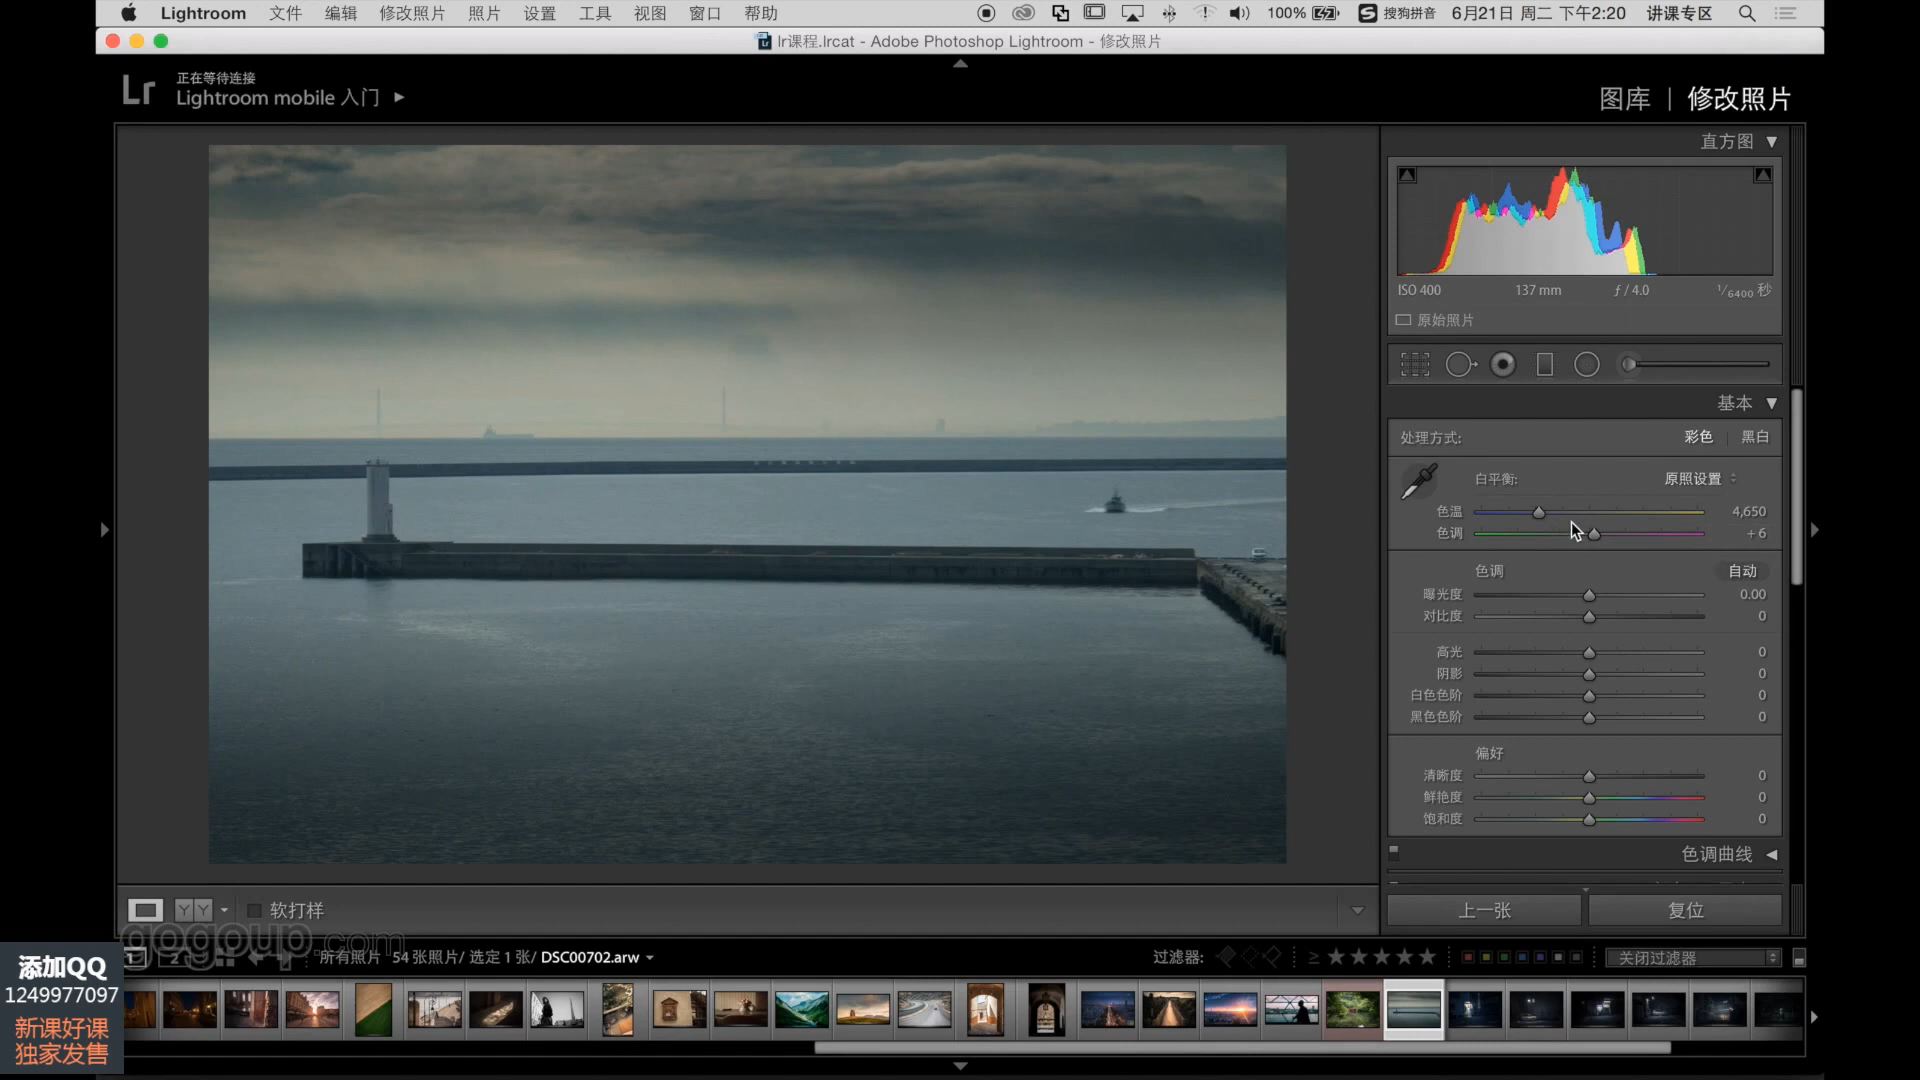 Lightroom 文件 编辑 修改照片 照片 设置 工具 视图 窗口 帮助 100% 搜狗拼音 6月21日 周二 下午2:20 讲课专区
lr课程.lrcat - Adobe Photoshop Lightroom - 修改照片
Lr 正在等待连接
Lightroom mobile 入门
图库 | 修改照片
直方图
ISO 400 137 mm ƒ / 4.0 1/6400 秒
原始照片
基本
处理方式: 彩色 黑白
白平衡: 原照设置
色温 4,650
色调 + 6
色调 自动
曝光度 0.00
对比度 0
高光 0
阴影 0
白色色阶 0
黑色色阶 0
偏好
清晰度 0
鲜艳度 0
饱和度 0
色调曲线
上一张 复位
YY 软打样
gogoup.com
1 2 所有照片 54 张照片/ 选定 1 张/ DSC00702.arw 过滤器: ≥ ★★★★★ 关闭过滤器
添加QQ
1249977097
新课好课
独家发售